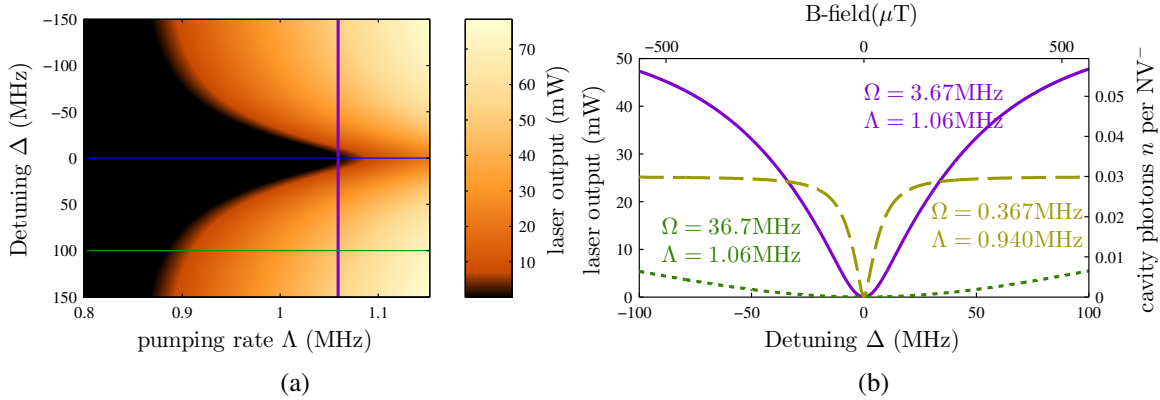 -150
-100
-50
0
50
100
150
0.8
0.9
1
1.1
Detuning Δ (MHz)
pumping rate Λ (MHz)
70
60
50
40
30
20
10
laser output (mW)
(a)
B-field(μT)
-500
0
500
50
40
30
20
10
0
laser output (mW)
Ω = 3.67MHz
Λ = 1.06MHz
Ω = 36.7MHz
Λ = 1.06MHz
Ω = 0.367MHz
Λ = 0.940MHz
0.05
0.04
0.03
0.02
0.01
0
cavity photons n per NV⁻
−100
−50
0
50
100
Detuning Δ (MHz)
(b)